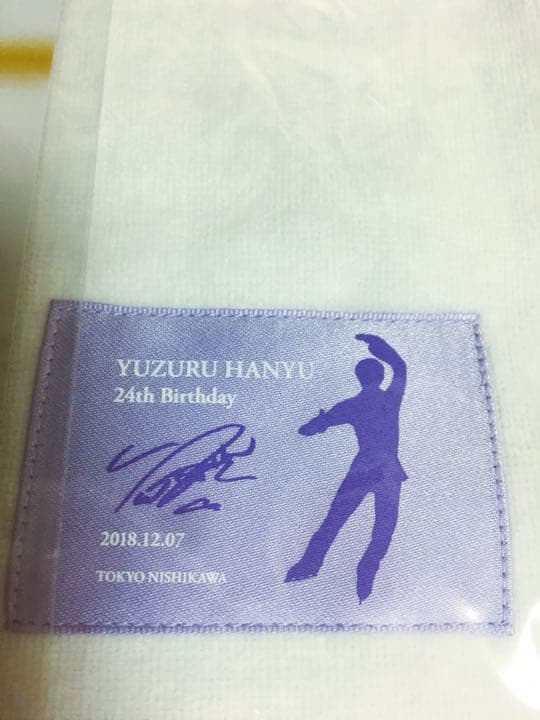 YUZURU HANYU
24th Birthday
2018.12.07
TOKYO NISHIKAWA